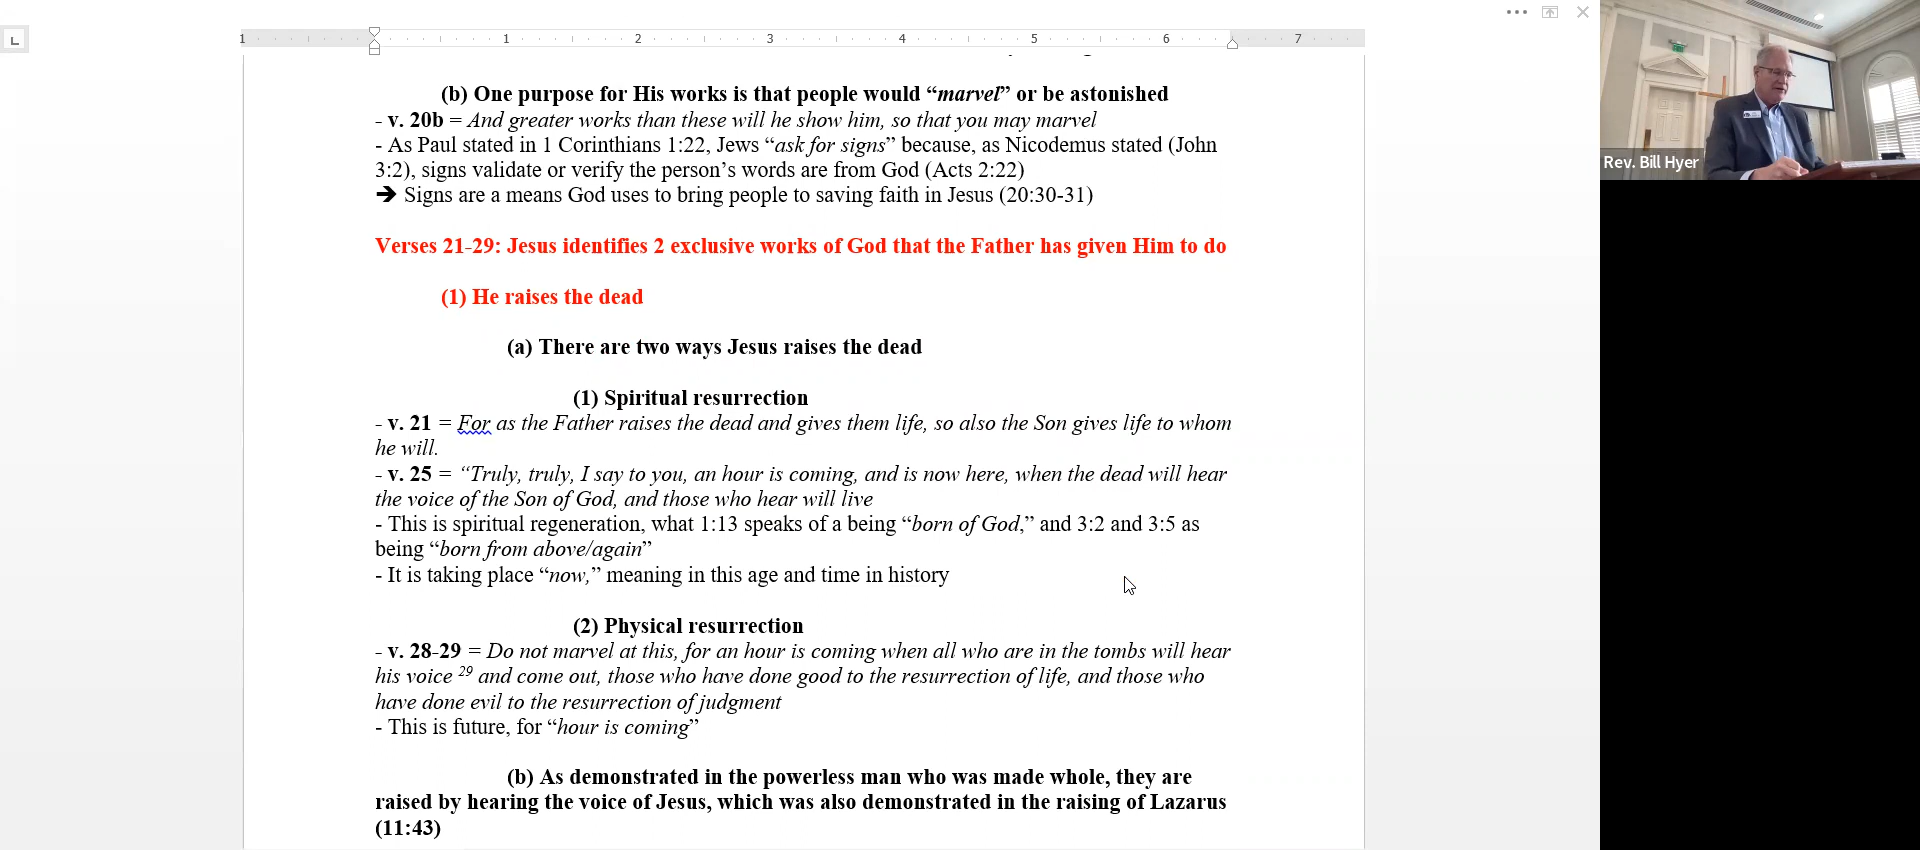 1 1 2 3 4 5 6 7
(b) One purpose for His works is that people would “marvel” or be astonished
- v. 20b = And greater works than these will he show him, so that you may marvel
- As Paul stated in 1 Corinthians 1:22, Jews “ask for signs” because, as Nicodemus stated (John
3:2), signs validate or verify the person’s words are from God (Acts 2:22)
➔ Signs are a means God uses to bring people to saving faith in Jesus (20:30-31)
Verses 21-29: Jesus identifies 2 exclusive works of God that the Father has given Him to do
(1) He raises the dead
(a) There are two ways Jesus raises the dead
(1) Spiritual resurrection
- v. 21 = For as the Father raises the dead and gives them life, so also the Son gives life to whom
he will.
- v. 25 = “Truly, truly, I say to you, an hour is coming, and is now here, when the dead will hear
the voice of the Son of God, and those who hear will live
- This is spiritual regeneration, what 1:13 speaks of a being “born of God,” and 3:2 and 3:5 as
being “born from above/again”
- It is taking place “now,” meaning in this age and time in history
(2) Physical resurrection
- v. 28-29 = Do not marvel at this, for an hour is coming when all who are in the tombs will hear
his voice 29 and come out, those who have done good to the resurrection of life, and those who
have done evil to the resurrection of judgment
- This is future, for “hour is coming”
(b) As demonstrated in the powerless man who was made whole, they are
raised by hearing the voice of Jesus, which was also demonstrated in the raising of Lazarus
(11:43)
Rev. Bill Hyer